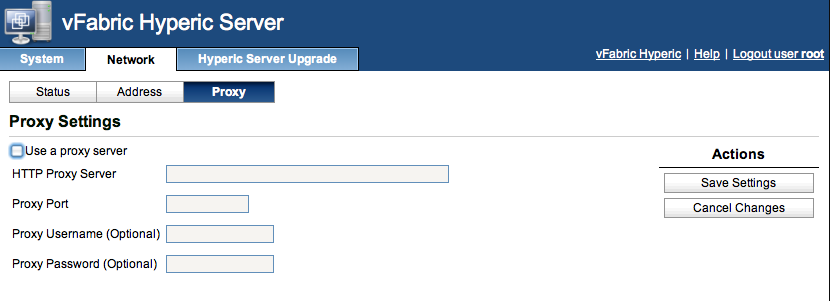 vFabric Hyperic Server
System Network Hyperic Server Upgrade vFabric Hyperic | Help | Logout user root
Status Address Proxy
Proxy Settings
Use a proxy server
HTTP Proxy Server
Proxy Port
Proxy Username (Optional)
Proxy Password (Optional)
Actions
Save Settings
Cancel Changes